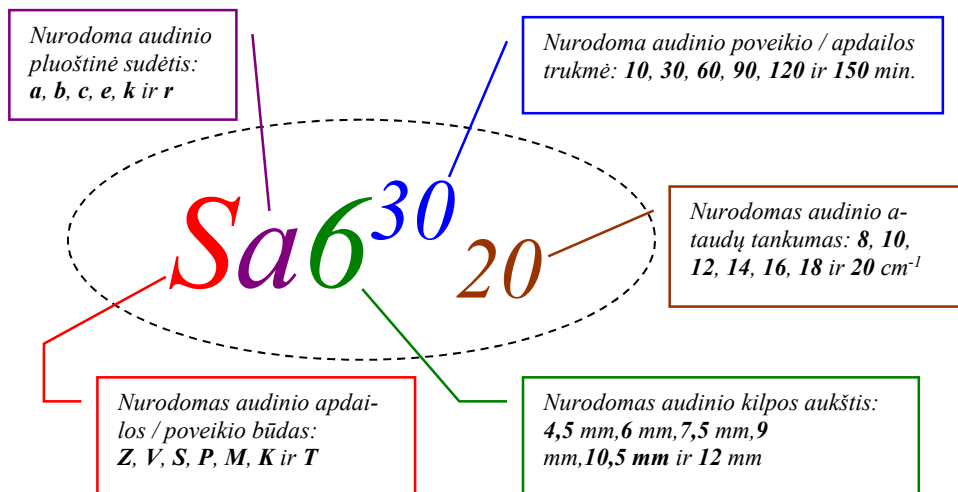 Nurodoma audinio
pluoštinė sudėtis:
a, b, c, e, k ir r
Nurodoma audinio poveikio / apdailos
trukmė: 10, 30, 60, 90, 120 ir 150 min.
Sa6 30 20
Nurodomas audinio a-
taudų tankumas: 8, 10,
12, 14, 16, 18 ir 20 cm-1
Nurodomas audinio apdai-
los / poveikio būdas:
Z, V, S, P, M, K ir T
Nurodomas audinio kilpos aukštis:
4,5 mm,6 mm,7,5 mm,9
mm,10,5 mm ir 12 mm